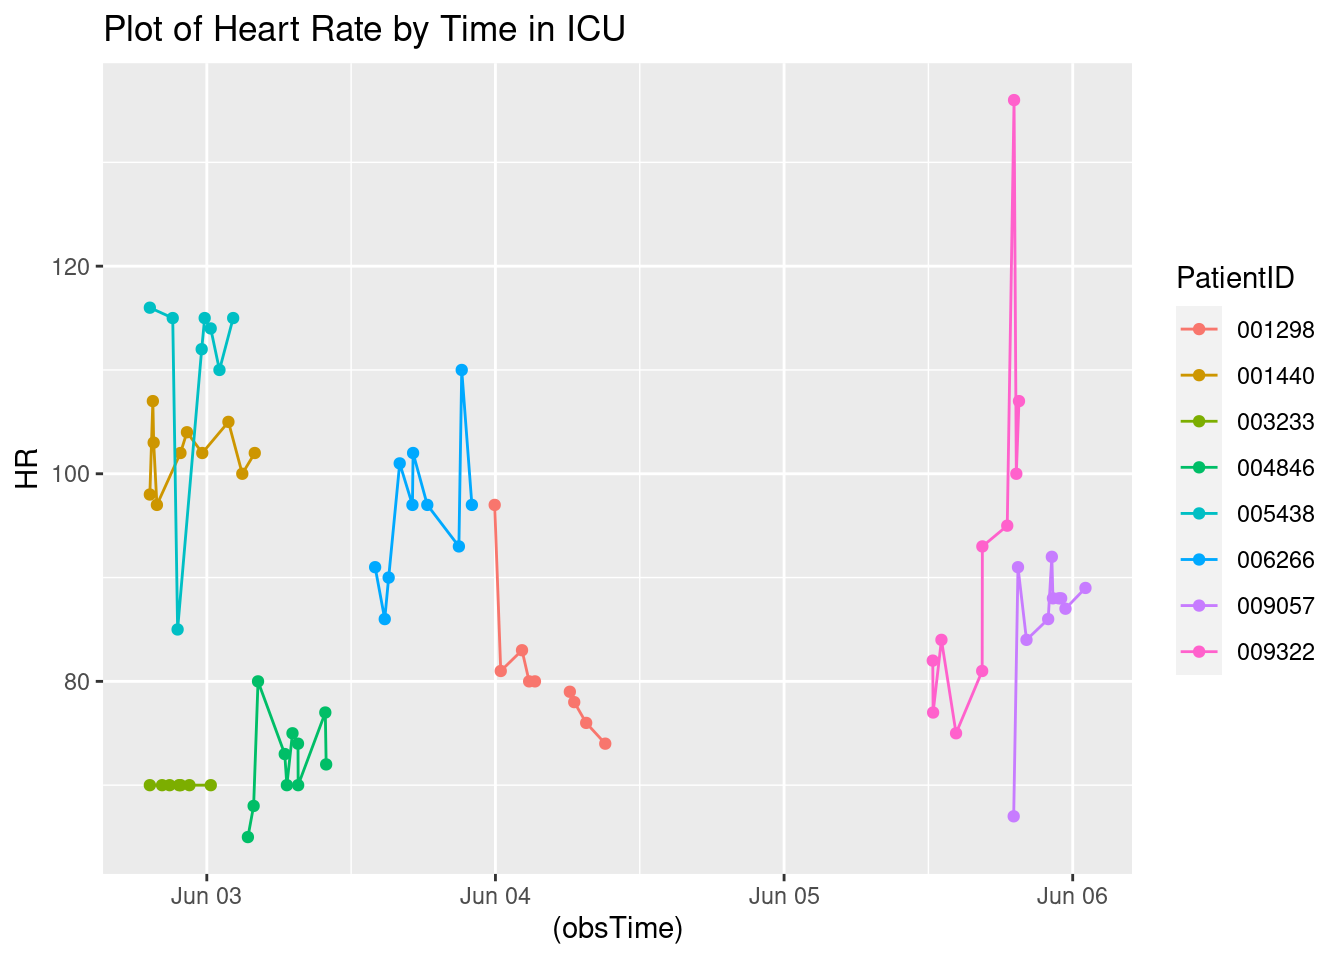 Plot of Heart Rate by Time in ICU
HR
120
100
80
Jun 03 Jun 04 Jun 05 Jun 06
(obsTime)
PatientID
001298
001440
003233
004846
005438
006266
009057
009322